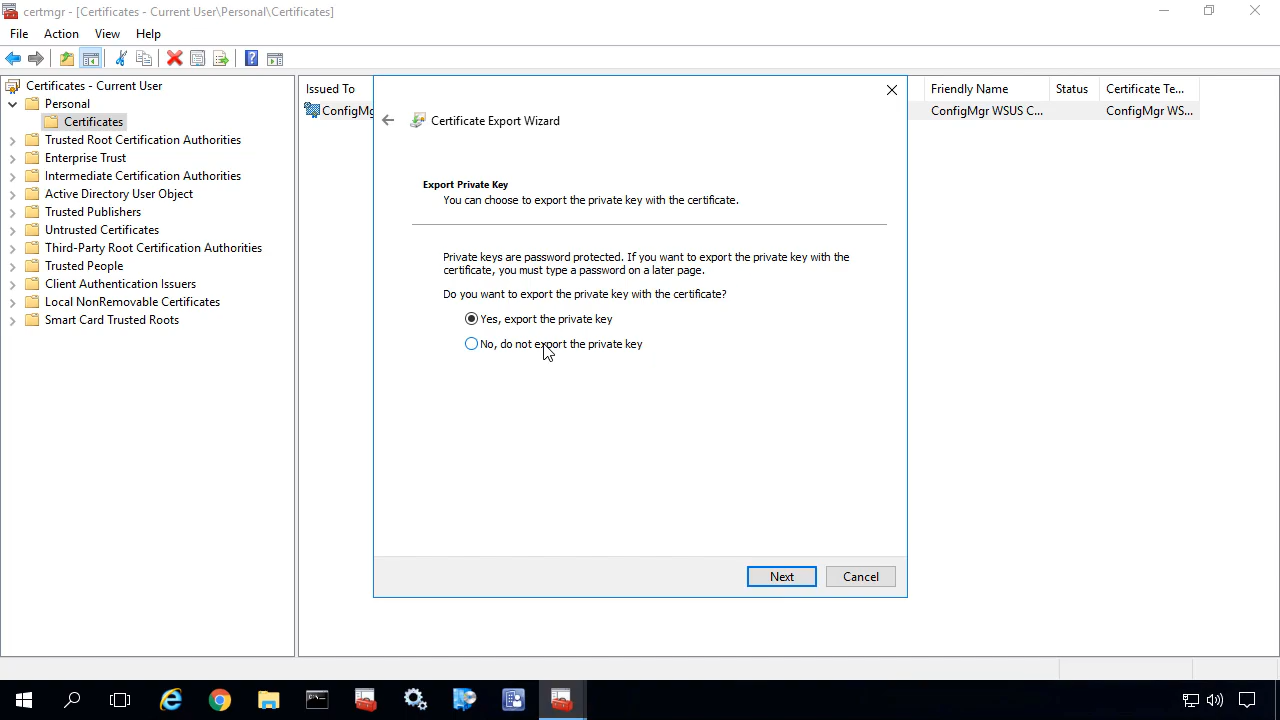 certmgr - [Certificates - Current User\Personal\Certificates]
File Action View Help
Certificates - Current User
Personal
Certificates
Trusted Root Certification Authorities
Enterprise Trust
Intermediate Certification Authorities
Active Directory User Object
Trusted Publishers
Untrusted Certificates
Third-Party Root Certification Authorities
Trusted People
Client Authentication Issuers
Local NonRemovable Certificates
Smart Card Trusted Roots
Issued To
ConfigMg
Friendly Name Status Certificate Te...
ConfigMgr WSUS C... ConfigMgr WS...
Certificate Export Wizard
Export Private Key
You can choose to export the private key with the certificate.
Private keys are password protected. If you want to export the private key with the
certificate, you must type a password on a later page.
Do you want to export the private key with the certificate?
Yes, export the private key
No, do not export the private key
Next Cancel